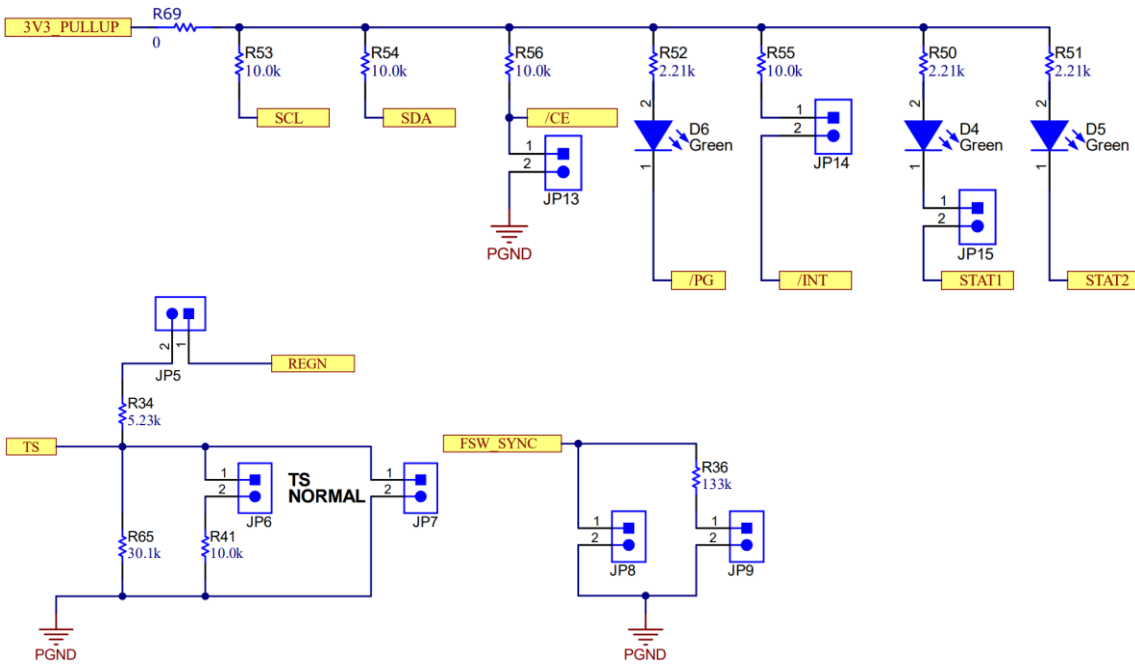 3V3_PULLUP
R69
0
R53
10.0k
R54
10.0k
R56
10.0k
R52
2.21k
R55
10.0k
R50
2.21k
R51
2.21k
SCL
SDA
/CE
2
D6
Green
1
1
2
JP14
2
D4
Green
1
2
D5
Green
1
1
2
JP13
PGND
1
2
JP15
/PG
/INT
STAT1
STAT2
2
1
JP5
REGN
R34
5.23k
TS
1
2
JP6
TS
NORMAL
1
2
JP7
R65
30.1k
R41
10.0k
PGND
FSW_SYNC
R36
133k
1
2
JP8
1
2
JP9
PGND